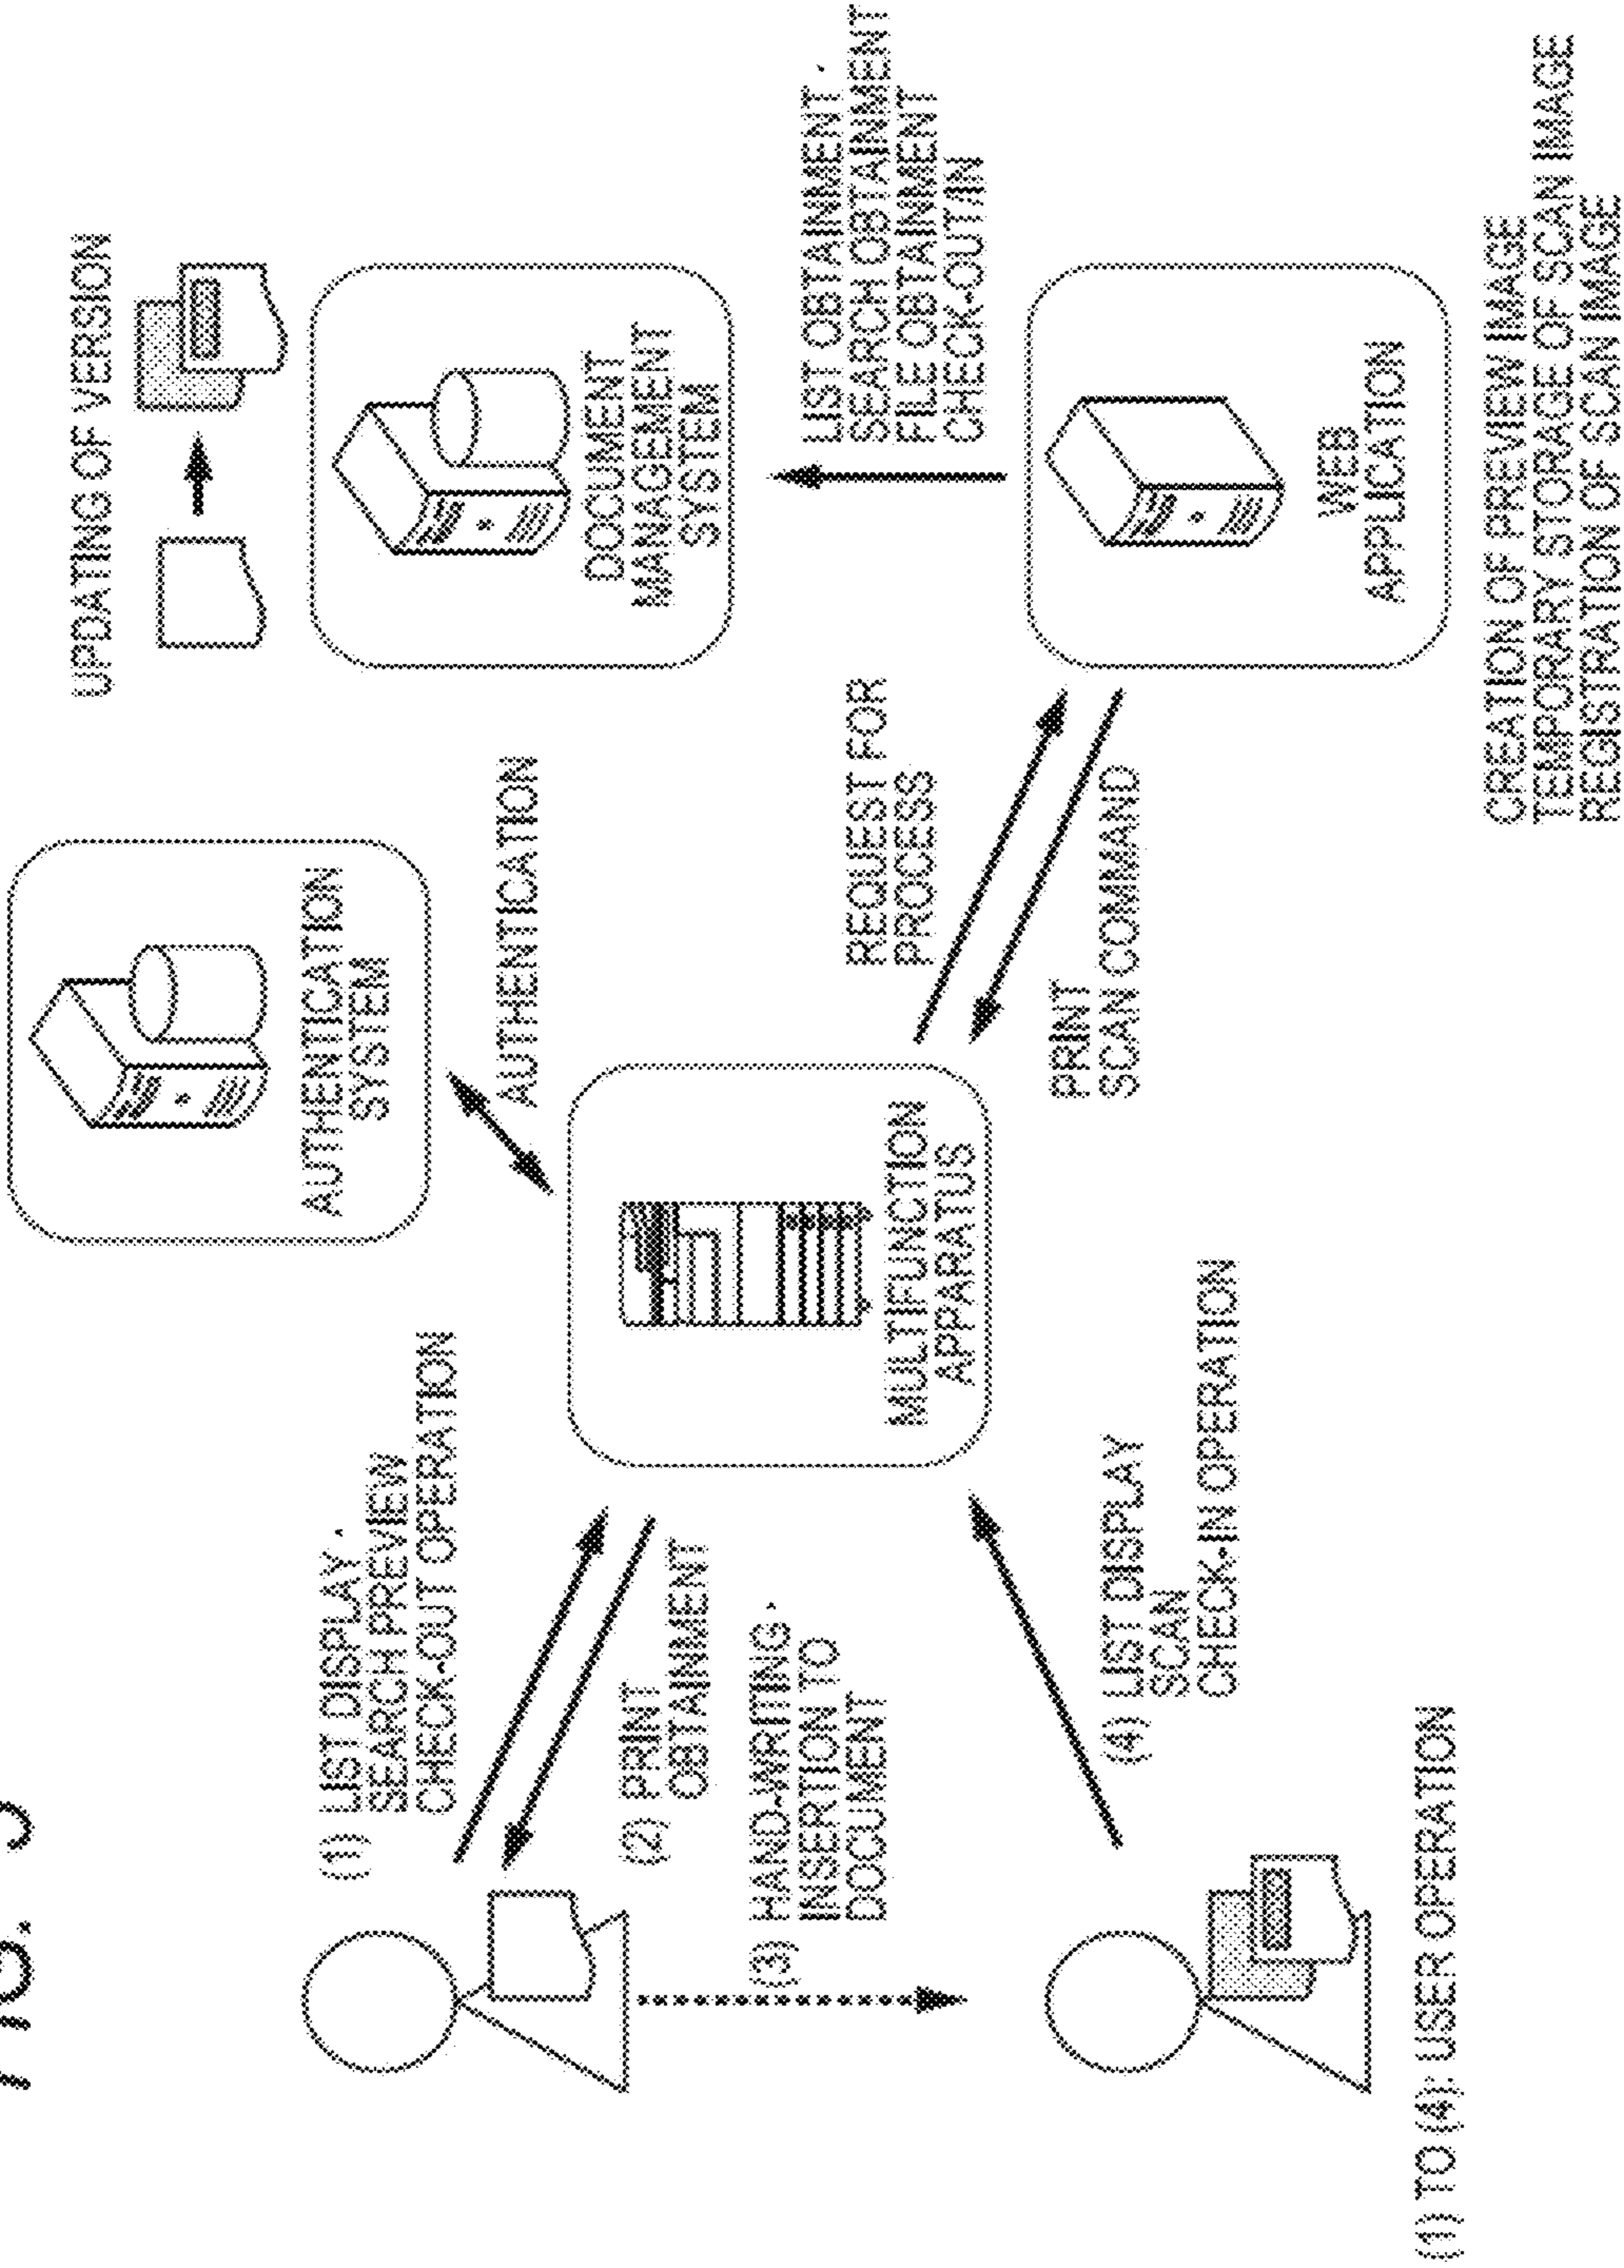 UPDATING OF VERSION
AUTHENTICATION
SYSTEM
AUTHENTICATION
DOCUMENT
MANAGEMENT
SYSTEM
(1) LIST DISPLAY
SEARCH PREVIEW
CHECK-OUT OPERATION
(2) PRINT
OBTAINMENT
(3) HAND-WRITING
INSERTION TO
DOCUMENT
MULTIFUNCTION
APPARATUS
REQUEST FOR
PROCESS
PRINT
SCAN COMMAND
LIST OBTAINMENT
SEARCH OBTAINMENT
FILE OBTAINMENT
CHECK-OUT/IN
WEB
APPLICATION
(4) LIST DISPLAY
SCAN
CHECK-IN OPERATION
CREATION OF PREVIEW IMAGE
TEMPORARY STORAGE OF SCAN IMAGE
REGISTRATION OF SCAN IMAGE
(1) TO (4): USER OPERATION